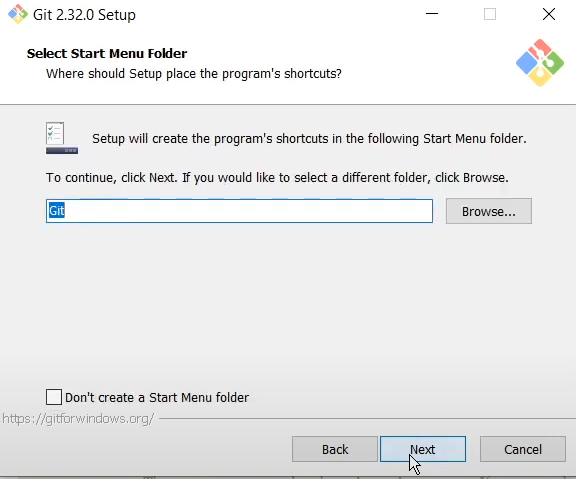 Git 2.32.0 Setup
Select Start Menu Folder
Where should Setup place the program's shortcuts?
Setup will create the program's shortcuts in the following Start Menu folder.
To continue, click Next. If you would like to select a different folder, click Browse.
Git
Browse...
Don't create a Start Menu folder
https://gitforwindows.org/
Back
Next
Cancel